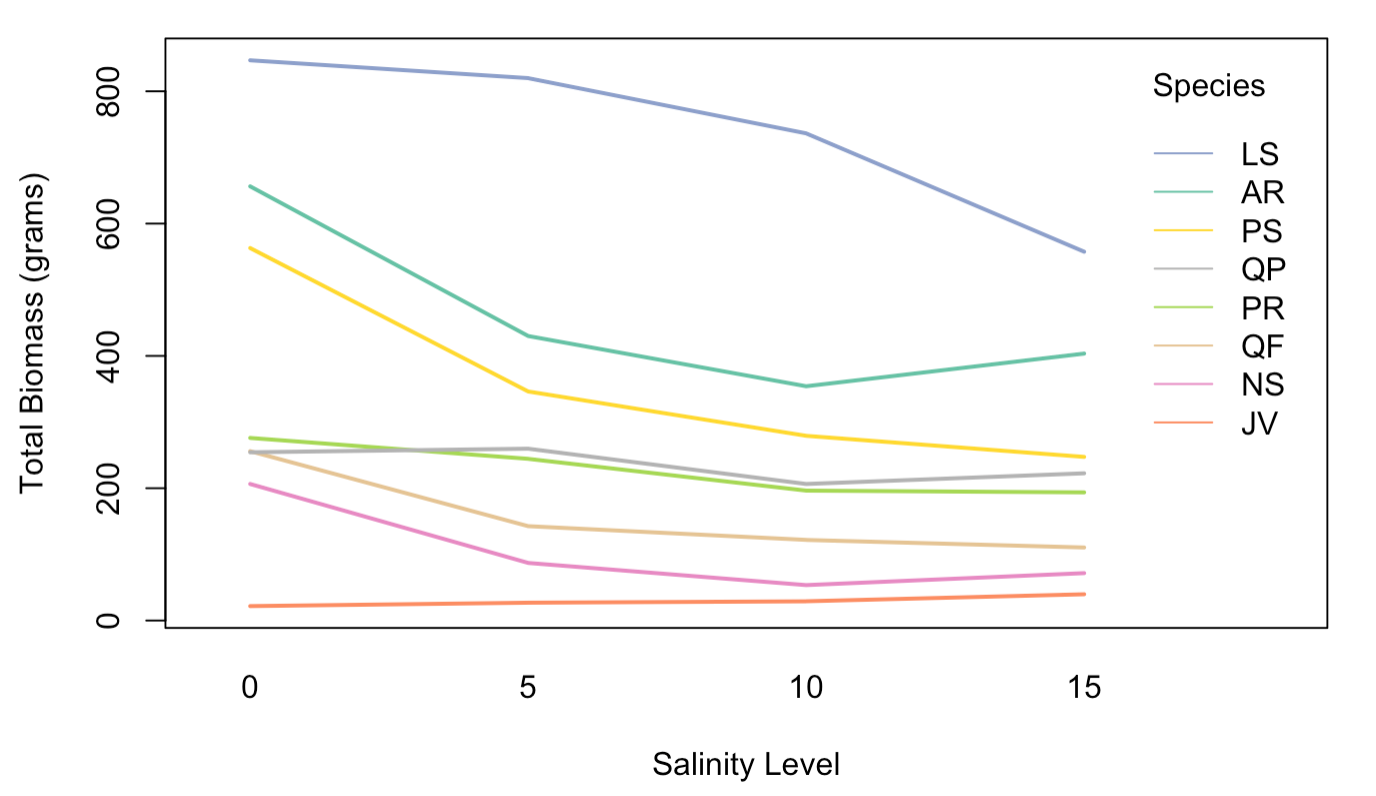 Total Biomass (grams)
800
600
400
200
0
0 5 10 15
Salinity Level
Species
LS
AR
PS
QP
PR
QF
NS
JV